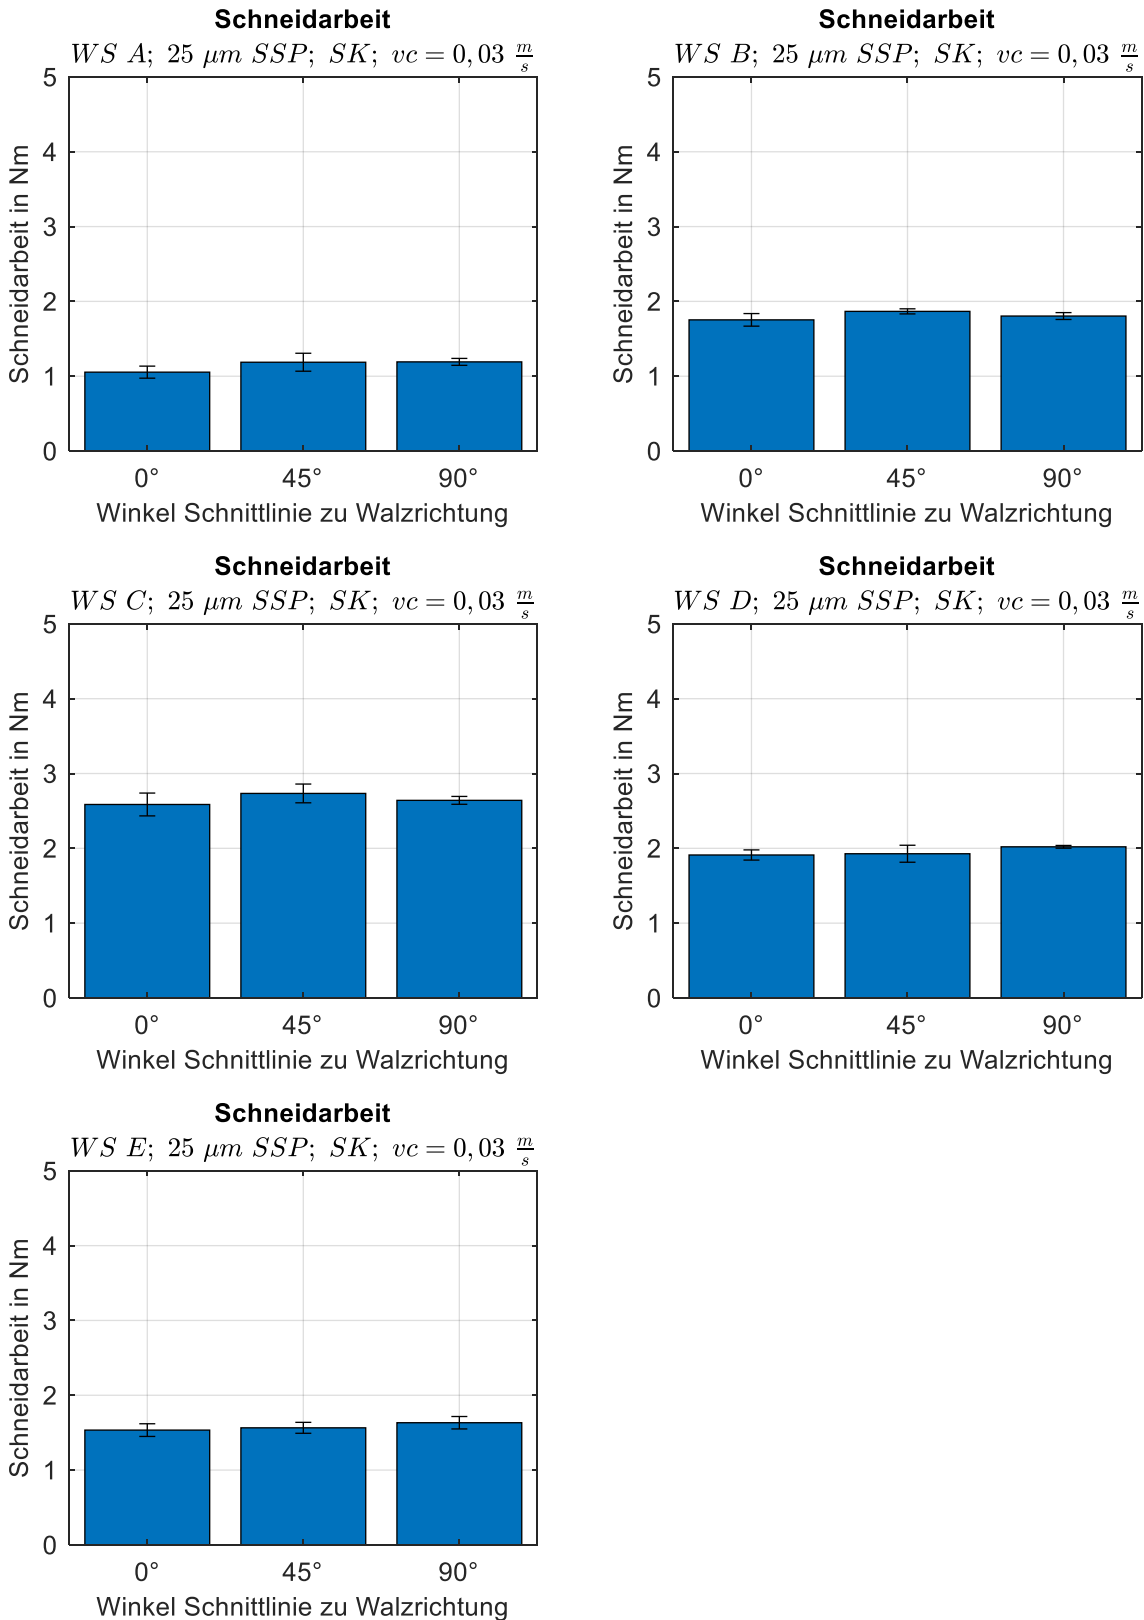 Schneidarbeit
WS A; 25 μm SSP; SK; vc = 0,03 m/s
5
4
3
2
1
0
Schneidarbeit in Nm
0° 45° 90°
Winkel Schnittlinie zu Walzrichtung
Schneidarbeit
WS B; 25 μm SSP; SK; vc = 0,03 m/s
5
4
3
2
1
0
Schneidarbeit in Nm
0° 45° 90°
Winkel Schnittlinie zu Walzrichtung
Schneidarbeit
WS C; 25 μm SSP; SK; vc = 0,03 m/s
5
4
3
2
1
0
Schneidarbeit in Nm
0° 45° 90°
Winkel Schnittlinie zu Walzrichtung
Schneidarbeit
WS D; 25 μm SSP; SK; vc = 0,03 m/s
5
4
3
2
1
0
Schneidarbeit in Nm
0° 45° 90°
Winkel Schnittlinie zu Walzrichtung
Schneidarbeit
WS E; 25 μm SSP; SK; vc = 0,03 m/s
5
4
3
2
1
0
Schneidarbeit in Nm
0° 45° 90°
Winkel Schnittlinie zu Walzrichtung